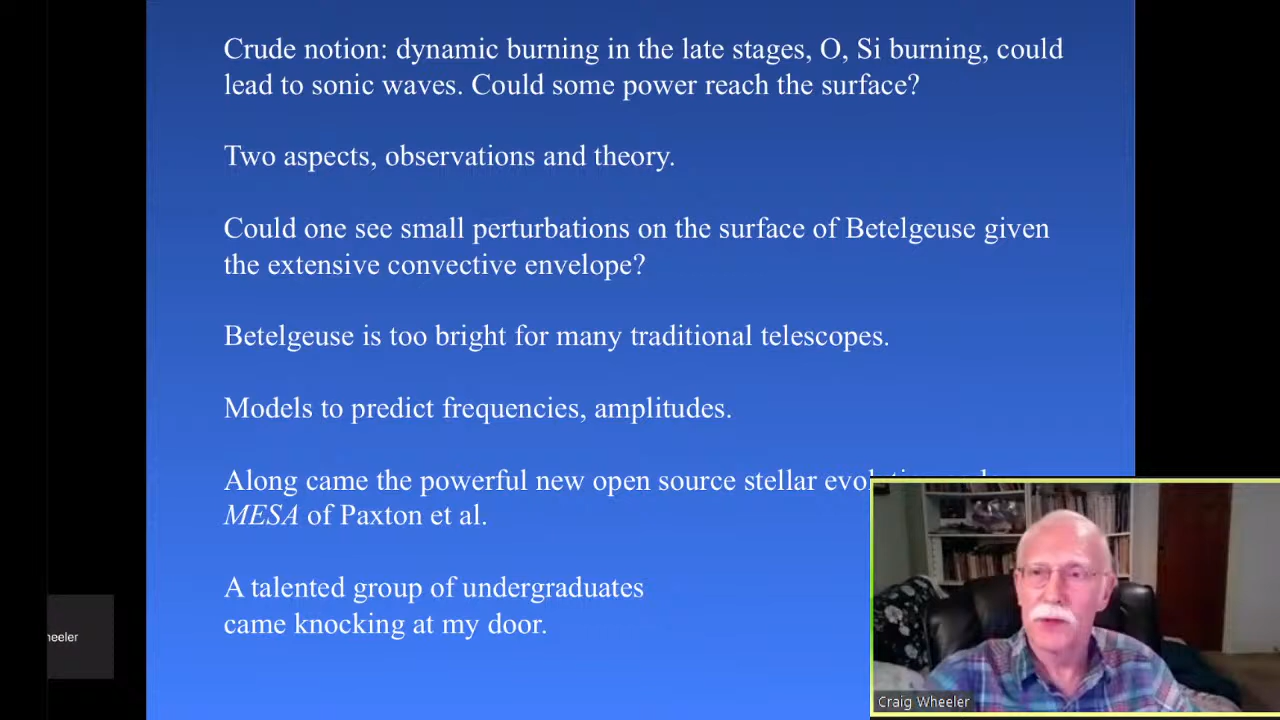 Crude notion: dynamic burning in the late stages, O, Si burning, could
lead to sonic waves. Could some power reach the surface?
Two aspects, observations and theory.
Could one see small perturbations on the surface of Betelgeuse given
the extensive convective envelope?
Betelgeuse is too bright for many traditional telescopes.
Models to predict frequencies, amplitudes.
Along came the powerful new open source stellar
MESA of Paxton et al.
A talented group of undergraduates
came knocking at my door.
heeler
Craig Wheeler